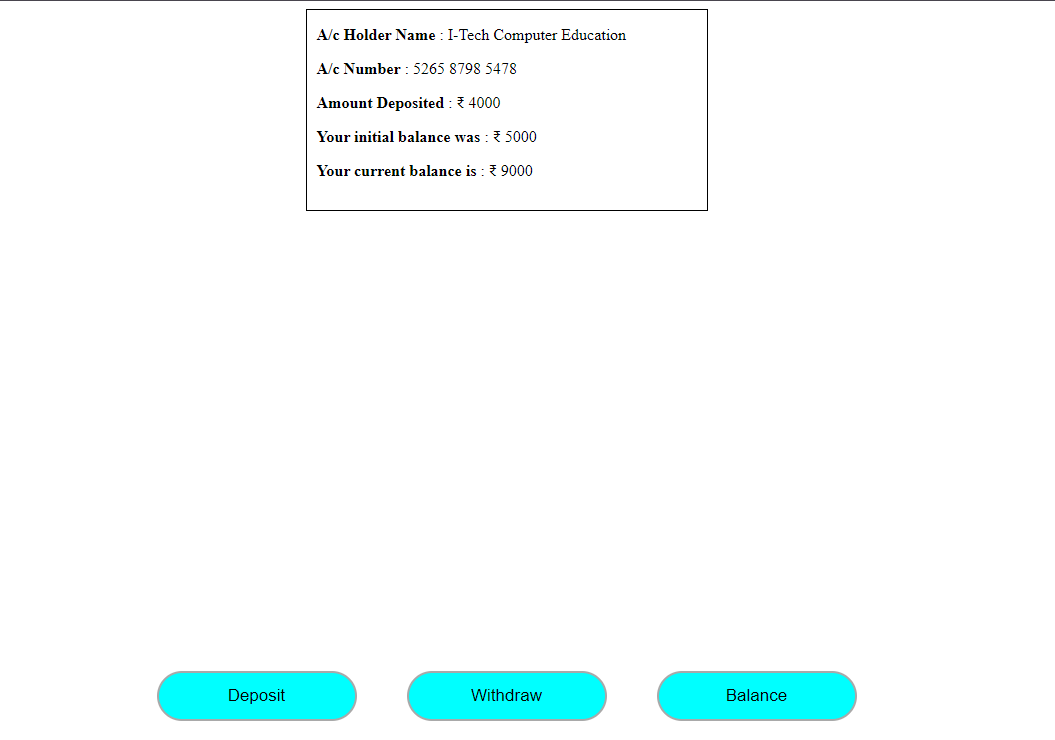 A/c Holder Name : I-Tech Computer Education
A/c Number : 5265 8798 5478
Amount Deposited : ₹ 4000
Your initial balance was : ₹ 5000
Your current balance is : ₹ 9000
Deposit
Withdraw
Balance